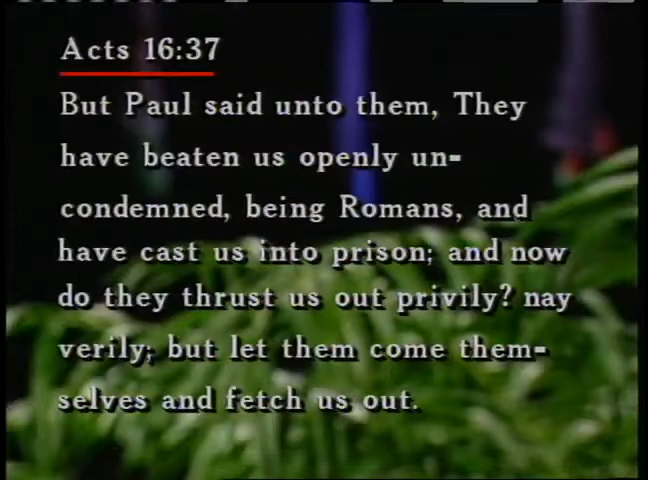 Acts 16:37
But Paul said unto them, They
have beaten us openly un-
condemned, being Romans, and
have cast us into prison; and now
do they thrust us out privily? nay
verily; but let them come them-
selves and fetch us out.